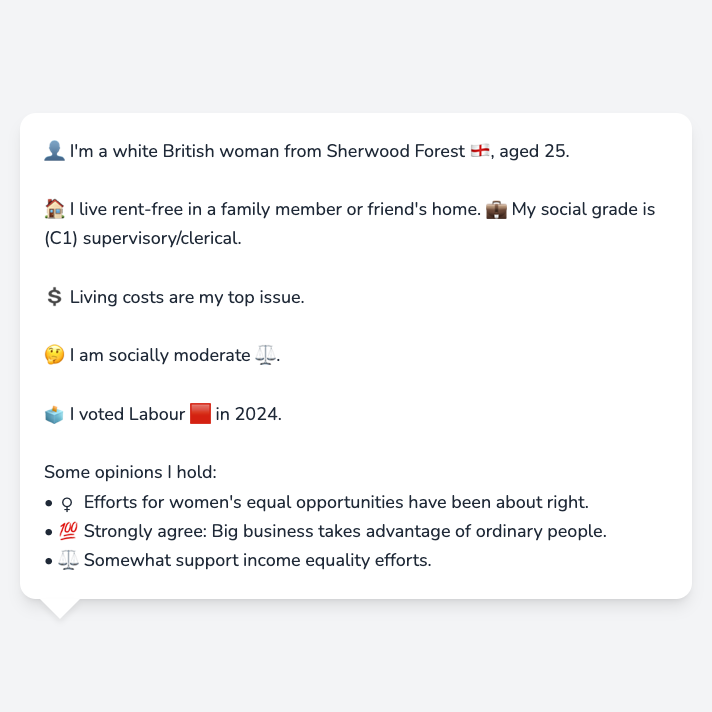 👤 I'm a white British woman from Sherwood Forest 🏴󠁧󠁢󠁥󠁮󠁧󠁿, aged 25.
🏠 I live rent-free in a family member or friend's home. 💼 My social grade is
(C1) supervisory/clerical.
💲 Living costs are my top issue.
🤔 I am socially moderate ⚖️.
🗳️ I voted Labour 🟥 in 2024.
Some opinions I hold:
• ♀️ Efforts for women's equal opportunities have been about right.
• 💯 Strongly agree: Big business takes advantage of ordinary people.
• ⚖️ Somewhat support income equality efforts.